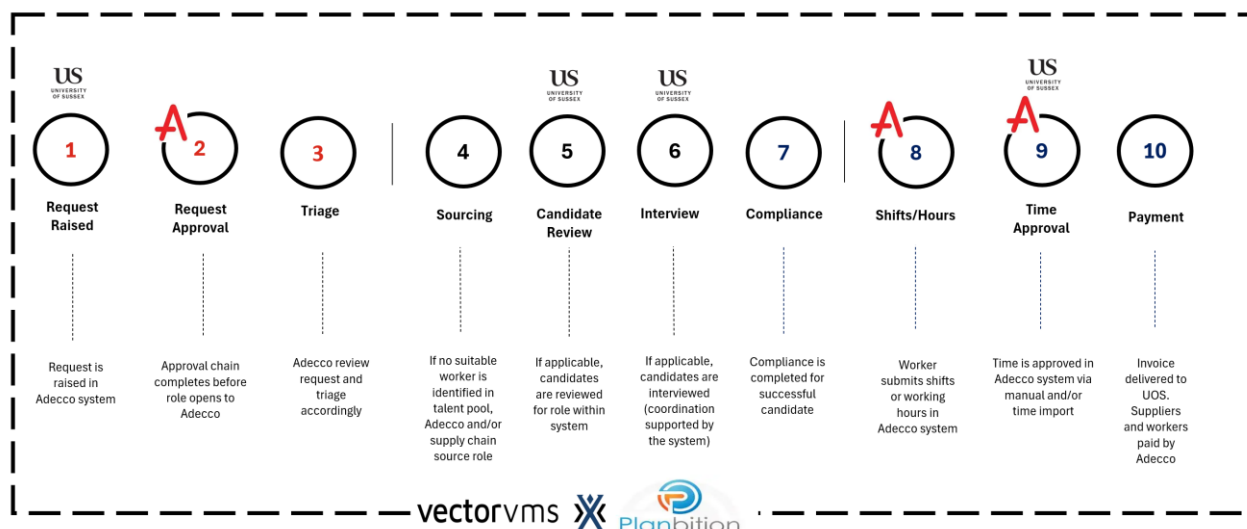 US
UNIVERSITY
OF SUSSEX
US
UNIVERSITY
OF SUSSEX
US
UNIVERSITY
OF SUSSEX
US
UNIVERSITY
OF SUSSEX
1
Request
Raised
Request is
raised in
Adecco system
A
2
Request
Approval
Approval chain
completes before
role opens to
Adecco
3
Triage
Adecco review
request and
triage
accordingly
4
Sourcing
If no suitable
worker is
identified in
talent pool,
Adecco and/or
supply chain
source role
5
Candidate
Review
If applicable,
candidates
are reviewed
for role within
system
6
Interview
If applicable,
candidates are
interviewed
(coordination
supported by
the system)
7
Compliance
Compliance is
completed for
successful
candidate
A
8
Shifts/Hours
Worker
submits shifts
or working
hours in
Adecco system
A
9
Time
Approval
Time is approved in
Adecco system via
manual and/or
time import
10
Payment
Invoice
delivered to
UOS.
Suppliers
and workers
paid by
Adecco
vectorvms
Planbition